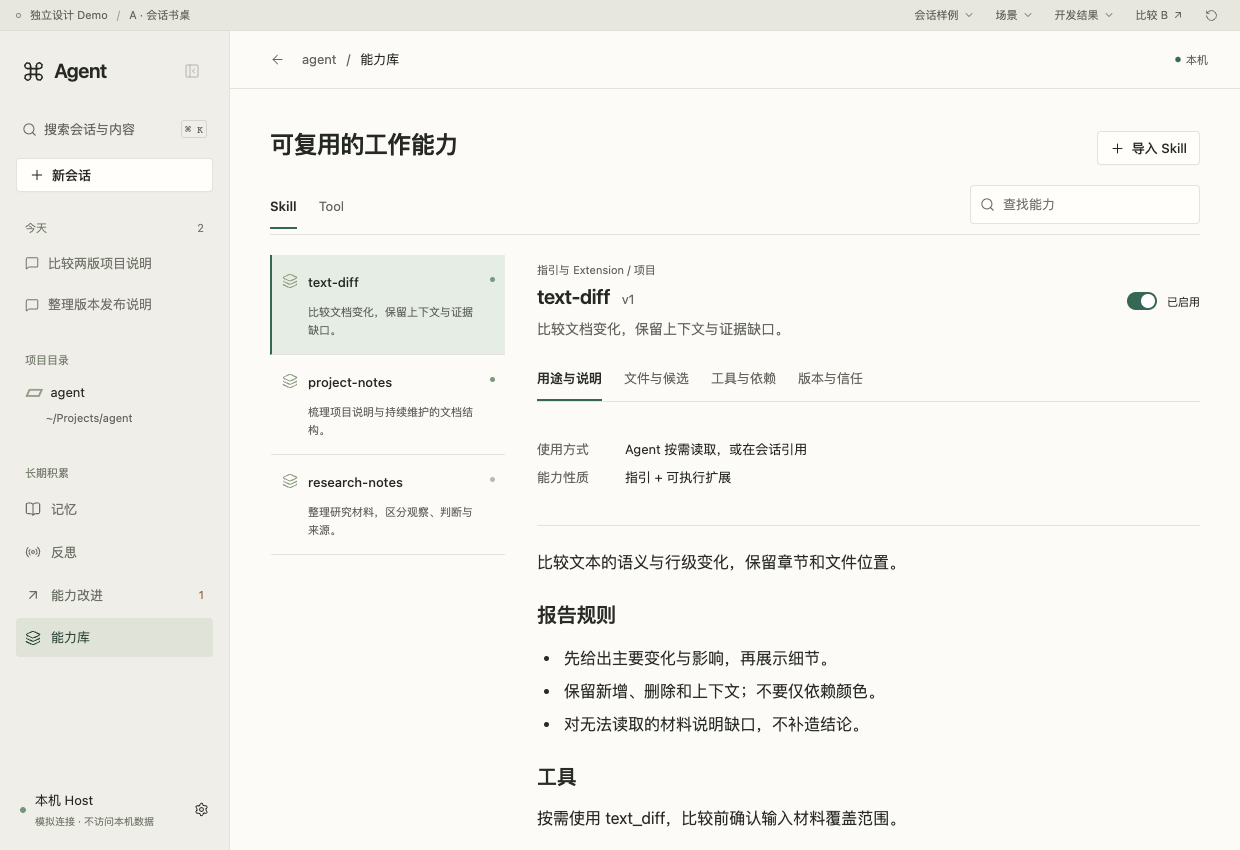 独立设计 Demo / A · 会话书桌
会话样例
场景
开发结果
比较 B ↗
Agent
搜索会话与内容
⌘ K
+ 新会话
今天
2
比较两版项目说明
整理版本发布说明
项目目录
agent
~/Projects/agent
长期积累
记忆
反思
能力改进
1
能力库
本机 Host
模拟连接 · 不访问本机数据
← agent / 能力库
本机
可复用的工作能力
+ 导入 Skill
Skill
Tool
查找能力
text-diff
比较文档变化，保留上下文与证据
缺口。
project-notes
梳理项目说明与持续维护的文档结
构。
research-notes
整理研究材料，区分观察、判断与
来源。
指引与 Extension / 项目
text-diff v1
已启用
比较文档变化，保留上下文与证据缺口。
用途与说明
文件与候选
工具与依赖
版本与信任
使用方式
Agent 按需读取，或在会话引用
能力性质
指引 + 可执行扩展
比较文本的语义与行级变化，保留章节和文件位置。
报告规则
• 先给出主要变化与影响，再展示细节。
• 保留新增、删除和上下文；不要仅依赖颜色。
• 对无法读取的材料说明缺口，不补造结论。
工具
按需使用 text_diff，比较前确认输入材料覆盖范围。